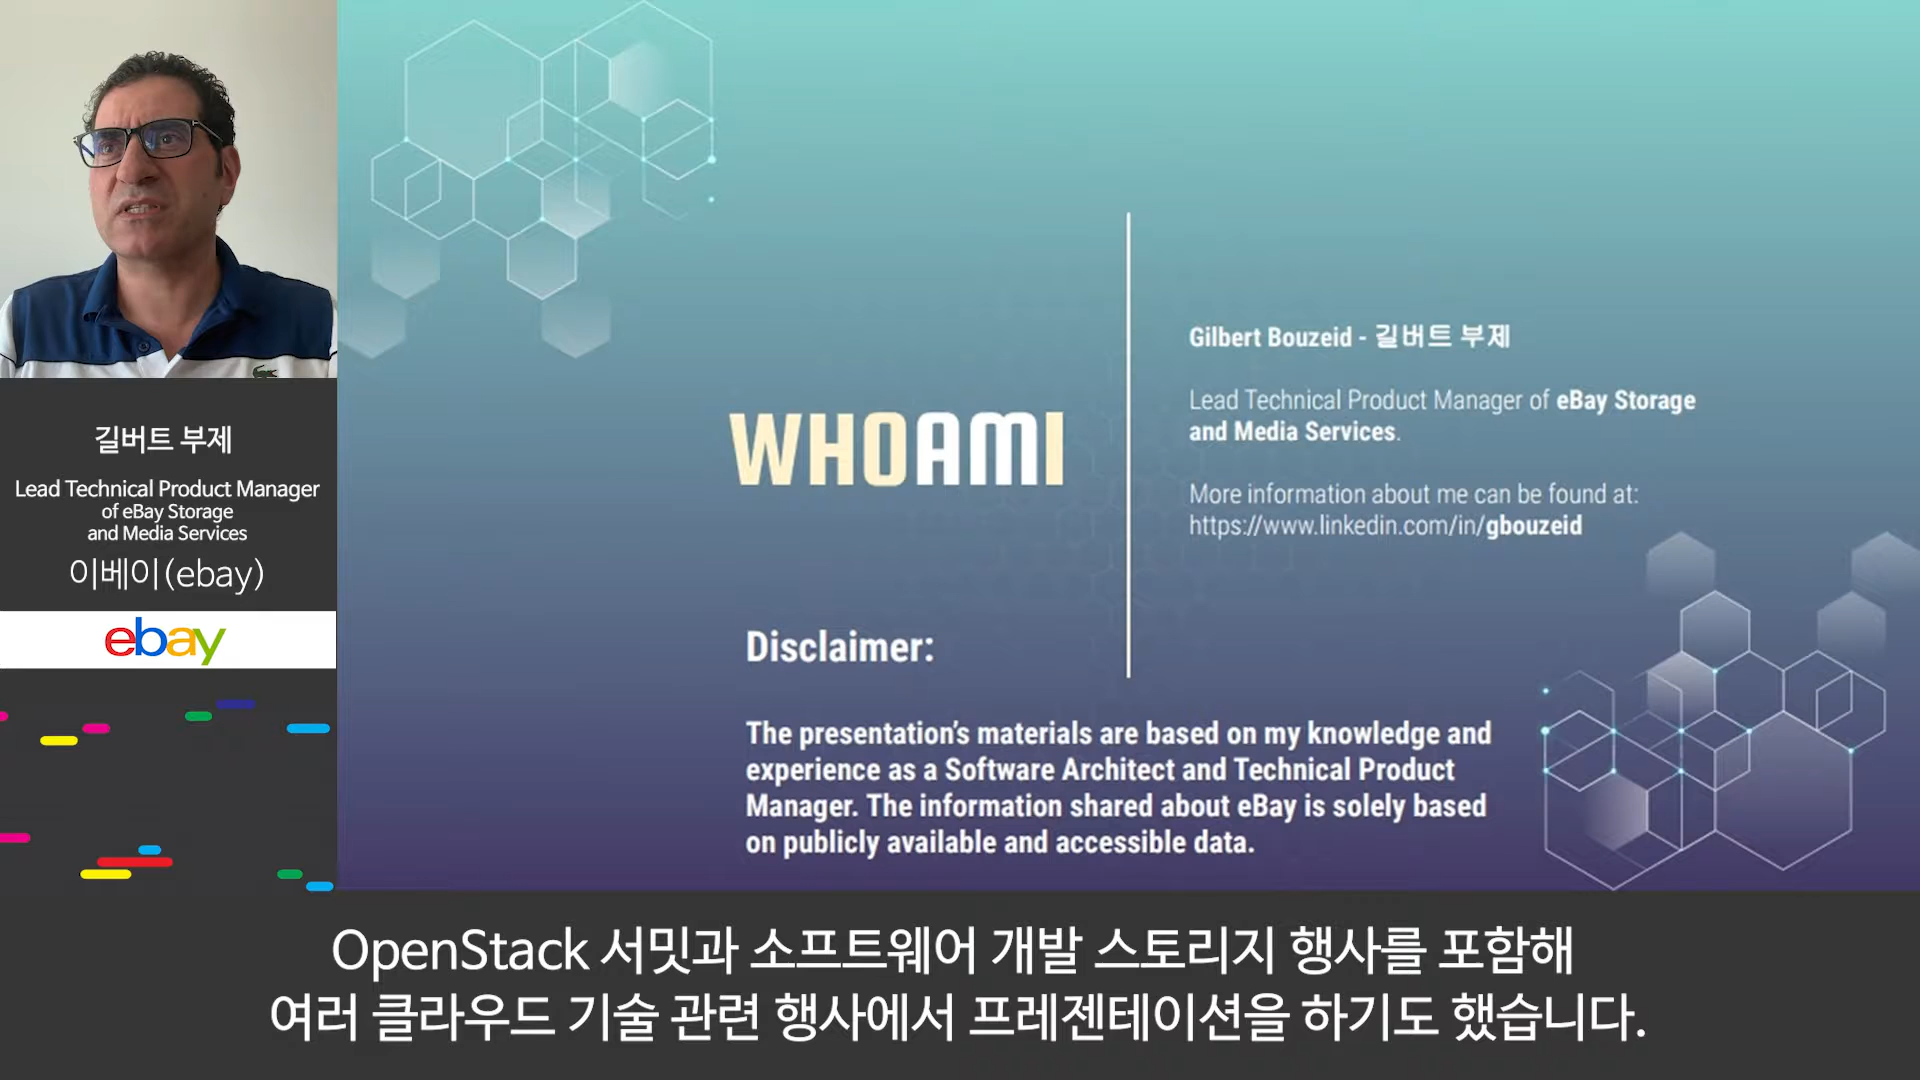 길버트 부제
Lead Technical Product Manager
of eBay Storage
and Media Services
이베이(ebay)
ebay
WHOAMI
Gilbert Bouzeid - 길버트 부제
Lead Technical Product Manager of eBay Storage
and Media Services.
More information about me can be found at:
https://www.linkedin.com/in/gbouzeid
Disclaimer:
The presentation's materials are based on my knowledge and
experience as a Software Architect and Technical Product
Manager. The information shared about eBay is solely based
on publicly available and accessible data.
OpenStack 서밋과 소프트웨어 개발 스토리지 행사를 포함해
여러 클라우드 기술 관련 행사에서 프레젠테이션을 하기도 했습니다.